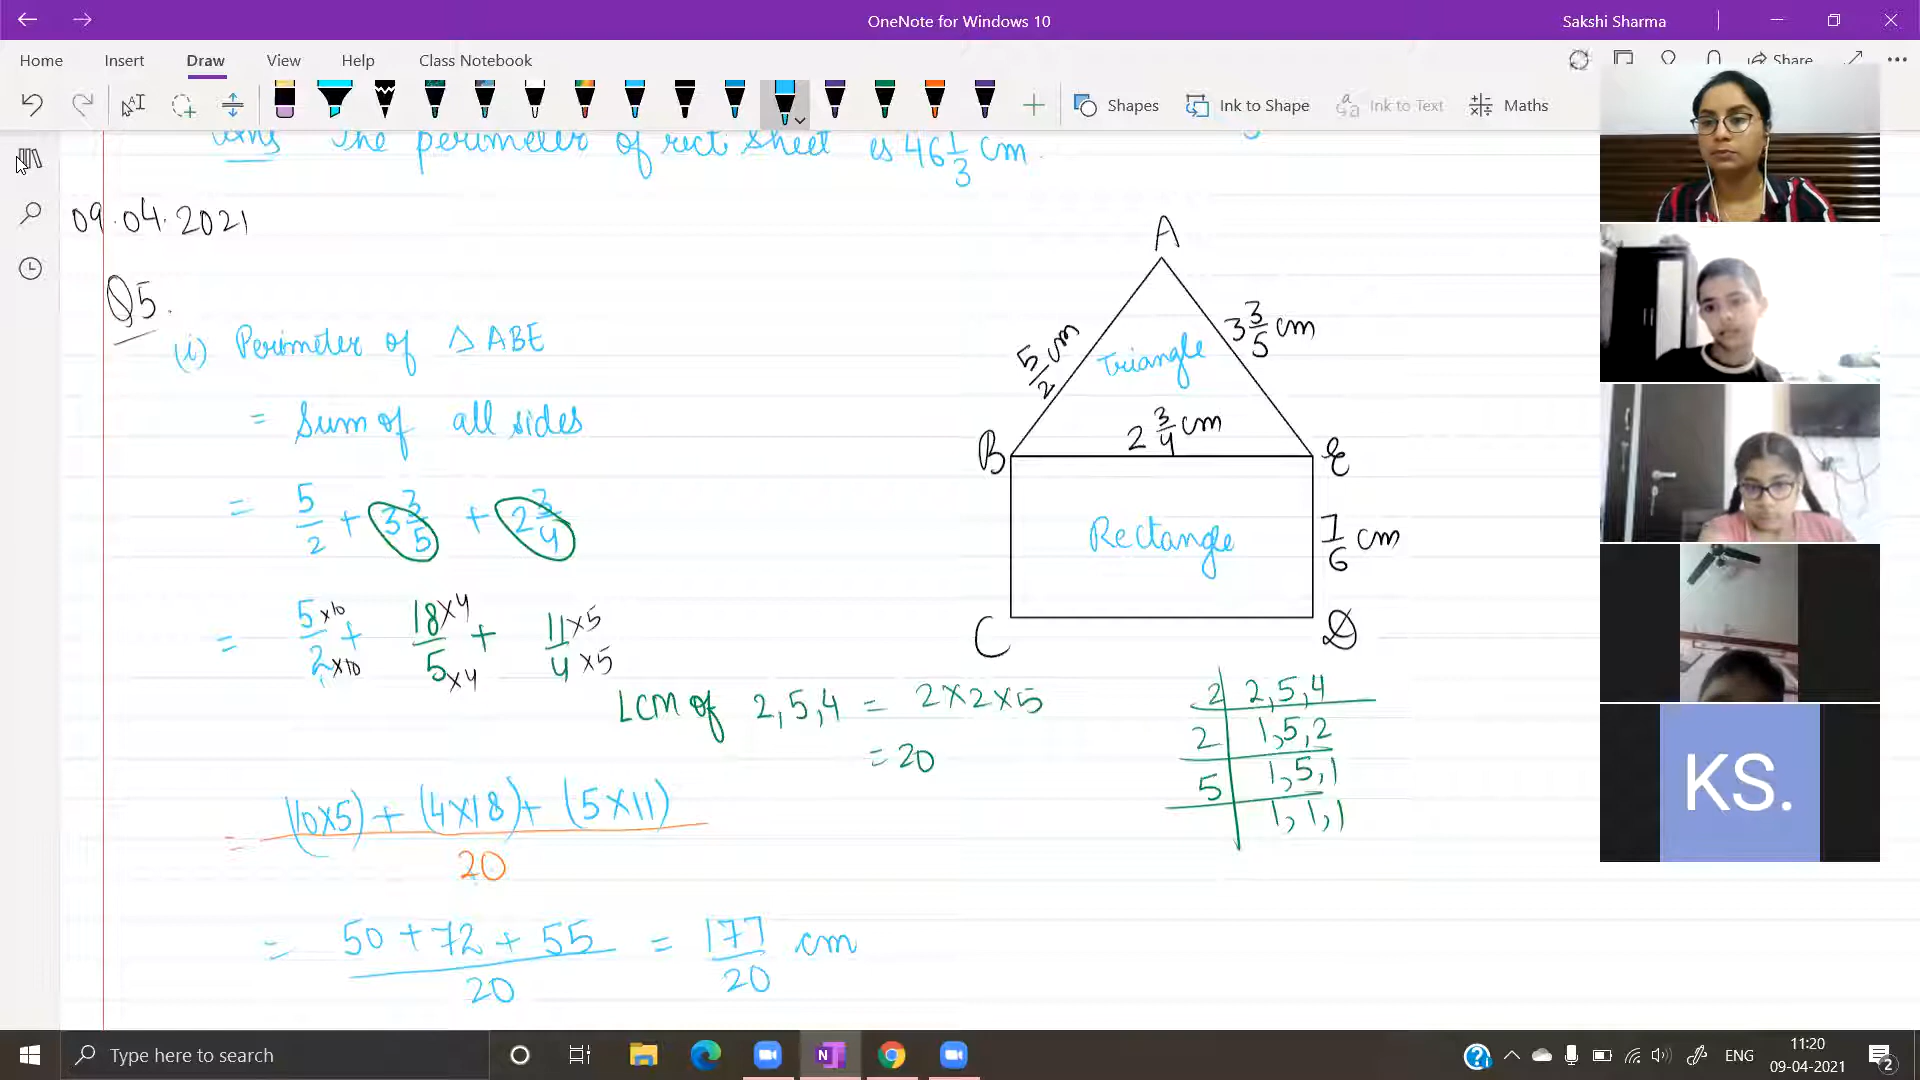 OneNote for Windows 10
Sakshi Sharma
Home Insert Draw View Help Class Notebook Share
Shapes Ink to Shape Ink to Text Maths
Ans The perimeter of rect. sheet is 46 1/3 cm.
09.04.2021
Q5.
(i) Perimeter of △ ABE
= Sum of all sides
= 5/2 + 3 3/5 + 2 3/4
= 5×10/2×10 + 18×4/5×4 + 11×5/4×5
LCM of 2,5,4 = 2×2×5
= 20
= (10×5) + (4×18) + (5×11)
20
= 50 + 72 + 55 / 20 = 177/20 cm
A
5/2 cm
3 3/5 cm
Triangle
2 3/4 cm
B
E
Rectangle
7/6 cm
C
D
2 2,5,4
2 1,5,2
5 1,5,1
1,1,1
KS.
Type here to search
ENG
11:20
09-04-2021
2